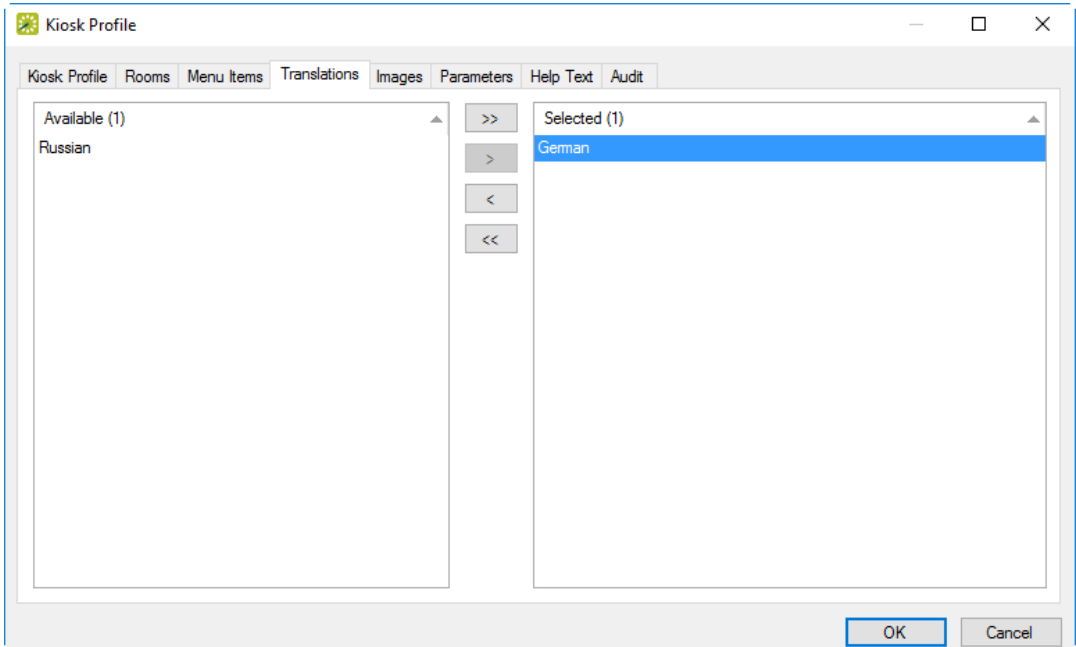 Kiosk Profile
Kiosk Profile Rooms Menu Items Translations Images Parameters Help Text Audit
Available (1) >> Selected (1)
Russian German
>
<
<<
OK Cancel